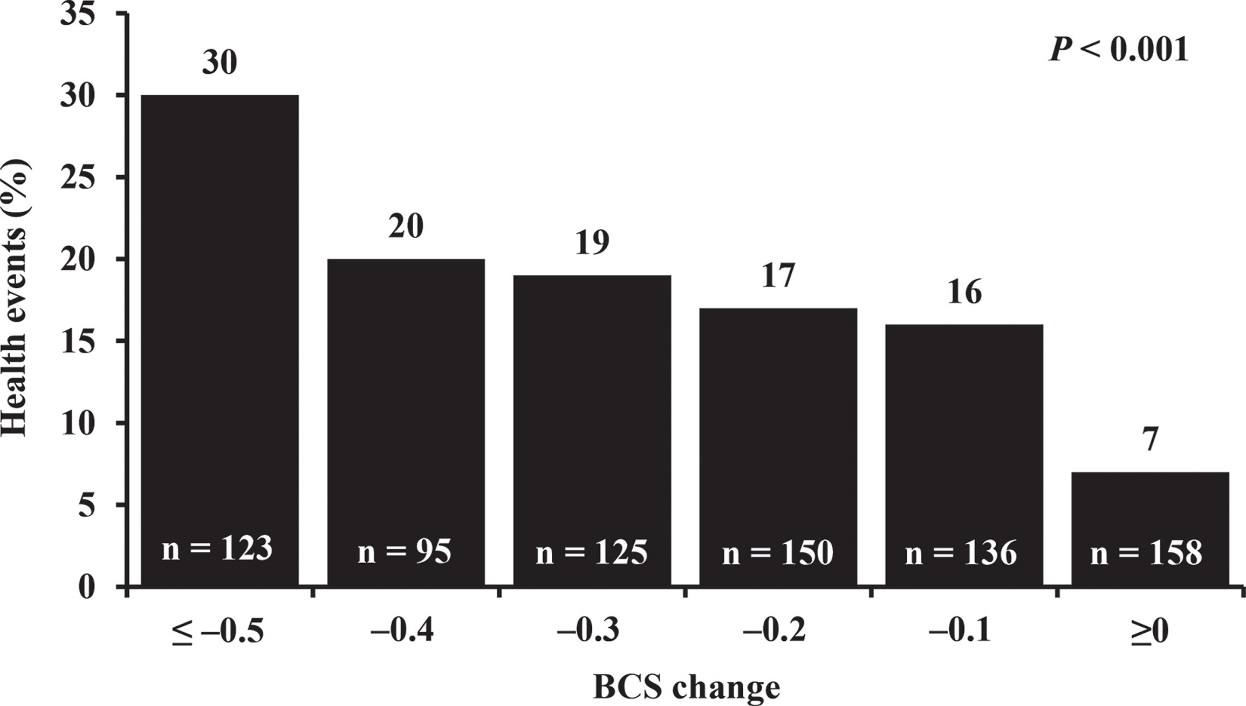 35
30
25
20
15
10
5
0
Health events (%)
P < 0.001
30
20
19
17
16
7
n = 123
n = 95
n = 125
n = 150
n = 136
n = 158
≤ –0.5
–0.4
–0.3
–0.2
–0.1
≥0
BCS change